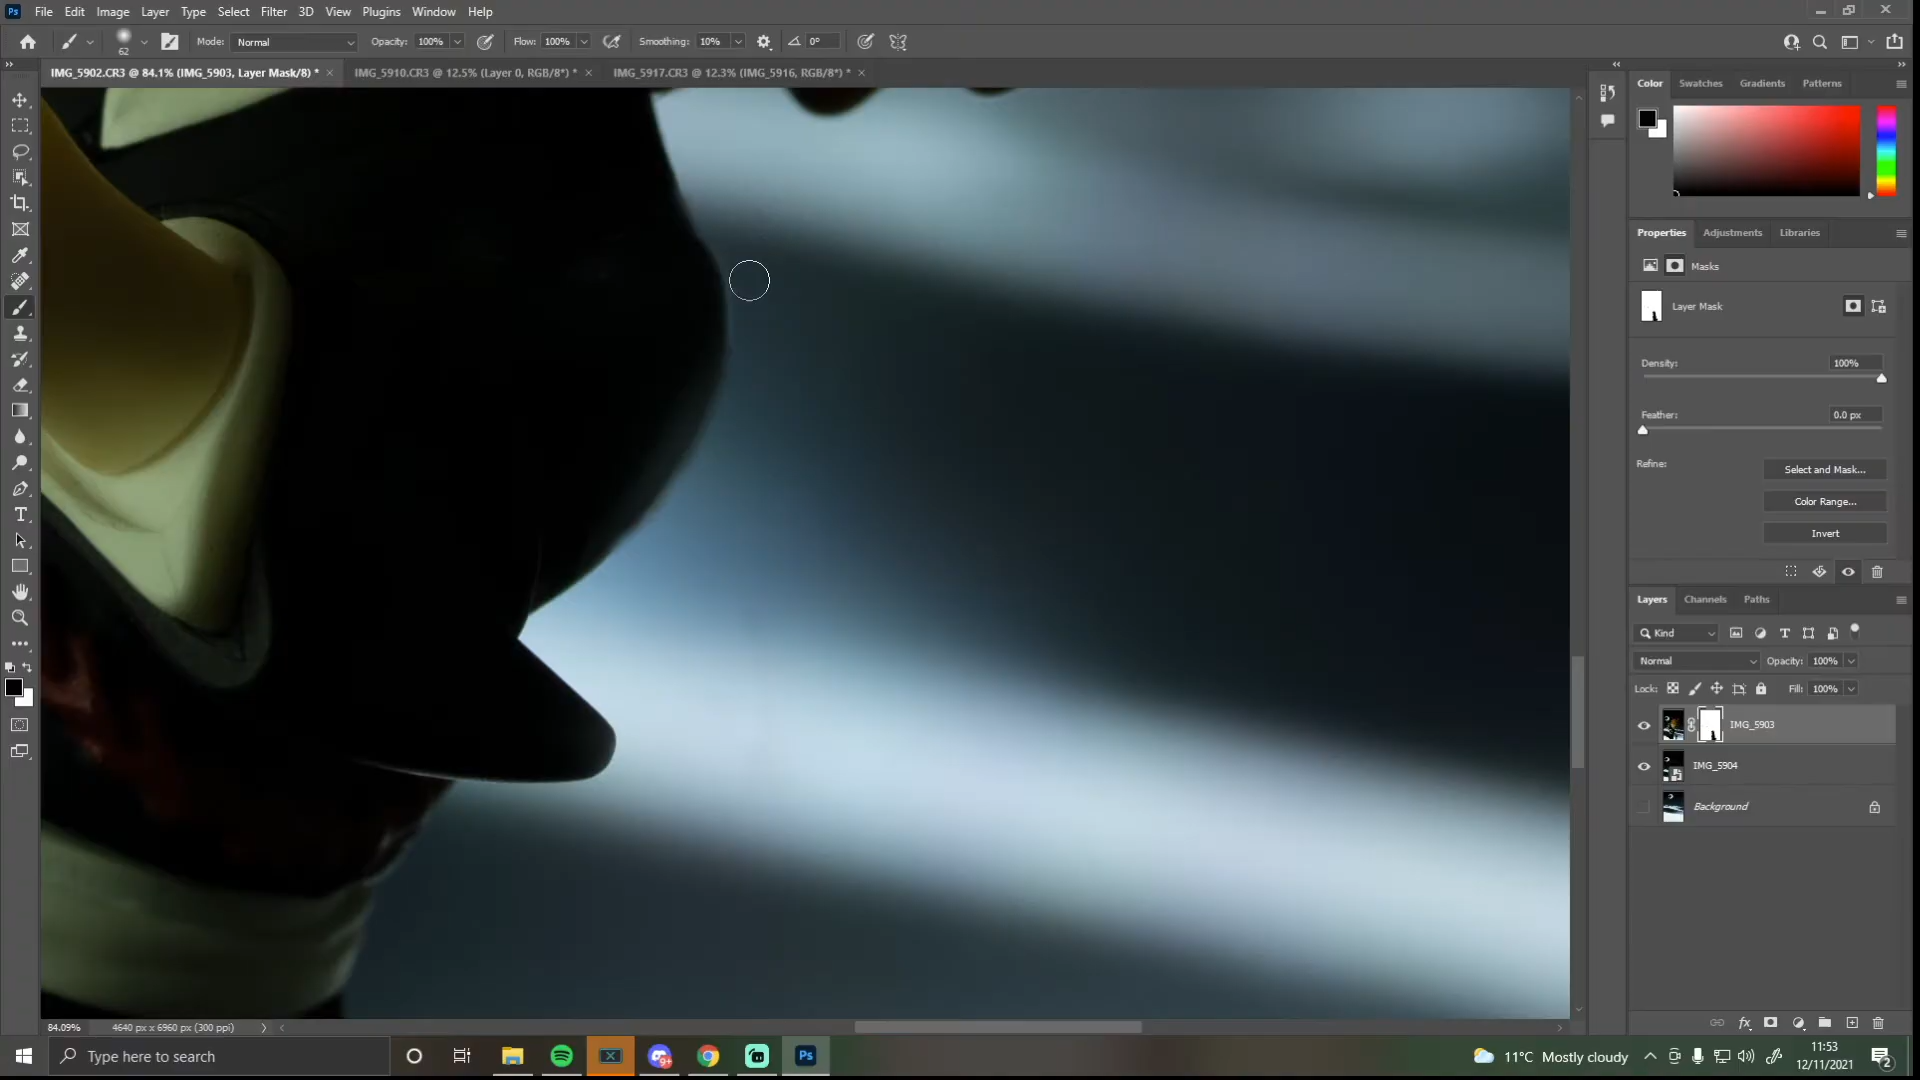 Ps File Edit Image Layer Type Select Filter 3D View Plugins Window Help
62 Mode: Normal Opacity: 100% Flow: 100% Smoothing: 10% 0°
IMG_5902.CR3 @ 84.1% (IMG_5903, Layer Mask/8) * × IMG_5910.CR3 @ 12.5% (Layer 0, RGB/8*) * × IMG_5917.CR3 @ 12.3% (IMG_5916, RGB/8*) * ×
Color Swatches Gradients Patterns
Properties Adjustments Libraries
Masks
Layer Mask
Density: 100%
Feather: 0.0 px
Refine: Select and Mask...
Color Range...
Invert
Layers Channels Paths
Kind
Normal Opacity: 100%
Lock: Fill: 100%
IMG_5903
IMG_5904
Background
84.09% 4640 px x 6960 px (300 ppi)
Type here to search
9+
Ps
11°C Mostly cloudy
11:53
12/11/2021
2